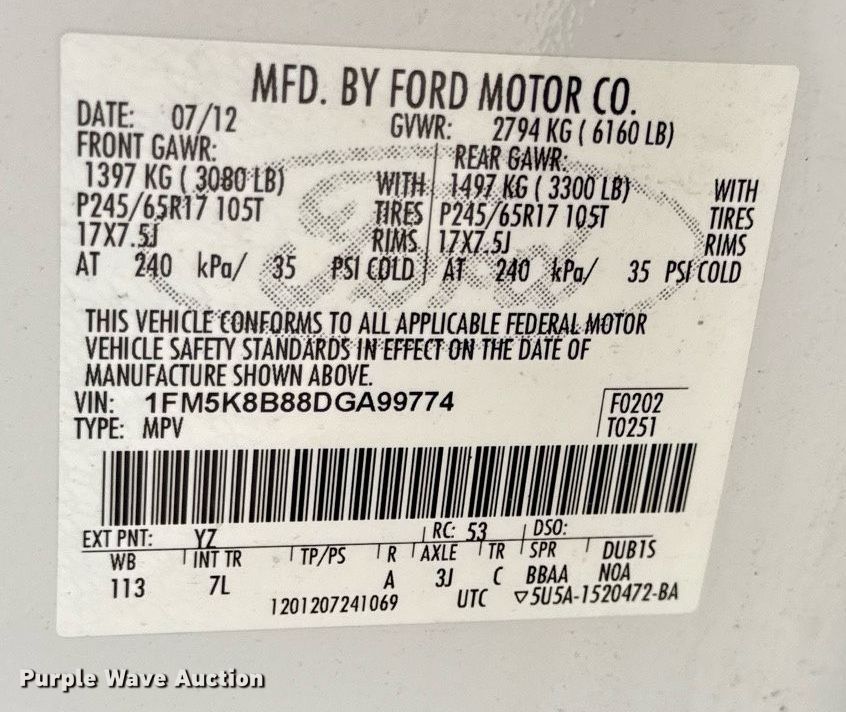 MFD. BY FORD MOTOR CO.
DATE: 07/12 GVWR: 2794 KG ( 6160 LB)
FRONT GAWR: REAR GAWR:
1397 KG ( 3080 LB) WITH 1497 KG ( 3300 LB) WITH
P245/65R17 105T TIRES P245/65R17 105T TIRES
17X7.5J RIMS 17X7.5J RIMS
AT 240 kPa/ 35 PSI COLD AT 240 kPa/ 35 PSI COLD
Ford
THIS VEHICLE CONFORMS TO ALL APPLICABLE FEDERAL MOTOR
VEHICLE SAFETY STANDARDS IN EFFECT ON THE DATE OF
MANUFACTURE SHOWN ABOVE.
VIN: 1FM5K8B88DGA99774 F0202
TYPE: MPV T0251
EXT PNT: YZ RC: 53 DSO:
WB INT TR TP/PS R AXLE TR SPR DUB1S
113 7L A 3J C BBAA NOA
1201207241069 UTC ▽5U5A-1520472-BA
Purple Wave Auction